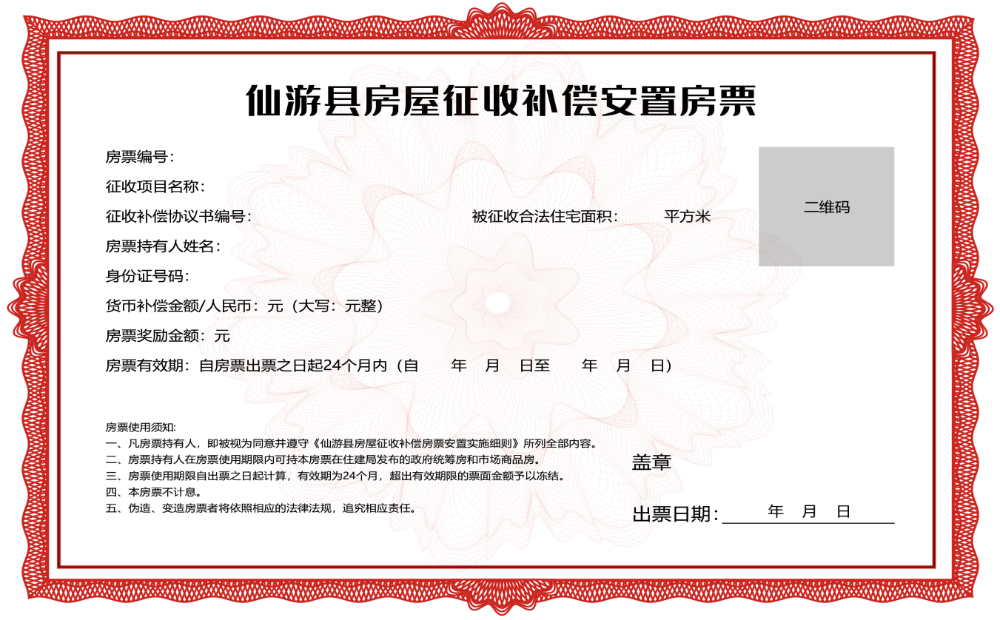 仙游县房屋征收补偿安置房票
房票编号：
征收项目名称：
征收补偿协议书编号： 被征收合法住宅面积： 平方米
二维码
房票持有人姓名：
身份证号码：
货币补偿金额/人民币：元（大写：元整）
房票奖励金额：元
房票有效期：自房票出票之日起24个月内（自 年 月 日至 年 月 日）
房票使用须知:
一、凡房票持有人，即被视为同意并遵守《仙游县房屋征收补偿房票安置实施细则》所列全部内容。
二、房票持有人在房票使用期限内可持本房票在住建局发布的政府统筹房和市场商品房。
三、房票使用期限自出票之日起计算，有效期为24个月，超出有效期限的票面金额予以冻结。
四、本房票不计息。
五、伪造、变造房票者将依照相应的法律法规，追究相应责任。
盖章
出票日期： 年 月 日